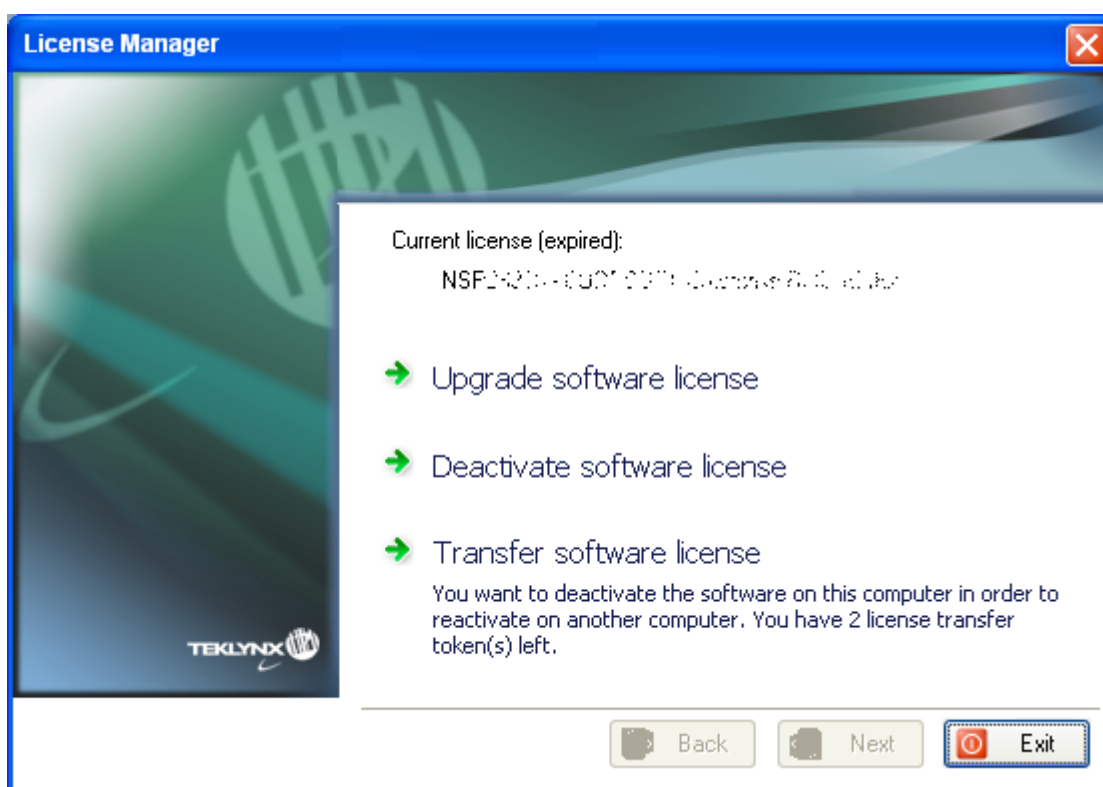 License Manager
Current license (expired):
Upgrade software license
Deactivate software license
Transfer software license
You want to deactivate the software on this computer in order to
reactivate on another computer. You have 2 license transfer
token(s) left.
TEKLYNX
Back
Next
Exit